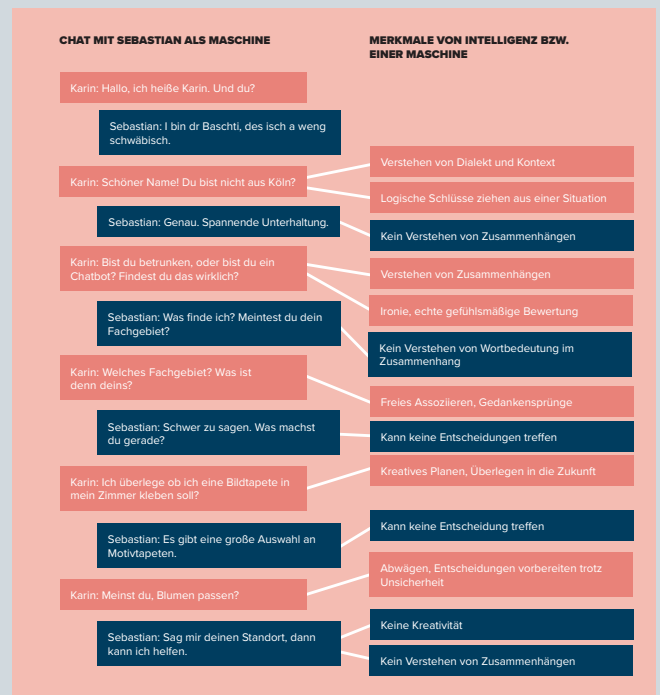 CHAT MIT SEBASTIAN ALS MASCHINE
MERKMALE VON INTELLIGENZ BZW.
EINER MASCHINE
Karin: Hallo, ich heiße Karin. Und du?
Sebastian: I bin dr Baschti, des isch a weng
schwäbisch.
Karin: Schöner Name! Du bist nicht aus Köln?
Verstehen von Dialekt und Kontext
Logische Schlüsse ziehen aus einer Situation
Sebastian: Genau. Spannende Unterhaltung.
Kein Verstehen von Zusammenhängen
Karin: Bist du betrunken, oder bist du ein
Chatbot? Findest du das wirklich?
Verstehen von Zusammenhängen
Ironie, echte gefühlsmäßige Bewertung
Sebastian: Was finde ich? Meintest du dein
Fachgebiet?
Kein Verstehen von Wortbedeutung im
Zusammenhang
Karin: Welches Fachgebiet? Was ist
denn deins?
Freies Assoziieren, Gedankensprünge
Sebastian: Schwer zu sagen. Was machst
du gerade?
Kann keine Entscheidungen treffen
Karin: Ich überlege ob ich eine Bildtapete in
mein Zimmer kleben soll?
Kreatives Planen, Überlegen in die Zukunft
Sebastian: Es gibt eine große Auswahl an
Motivtapeten.
Kann keine Entscheidung treffen
Karin: Meinst du, Blumen passen?
Abwägen, Entscheidungen vorbereiten trotz
Unsicherheit
Sebastian: Sag mir deinen Standort, dann
kann ich helfen.
Keine Kreativität
Kein Verstehen von Zusammenhängen